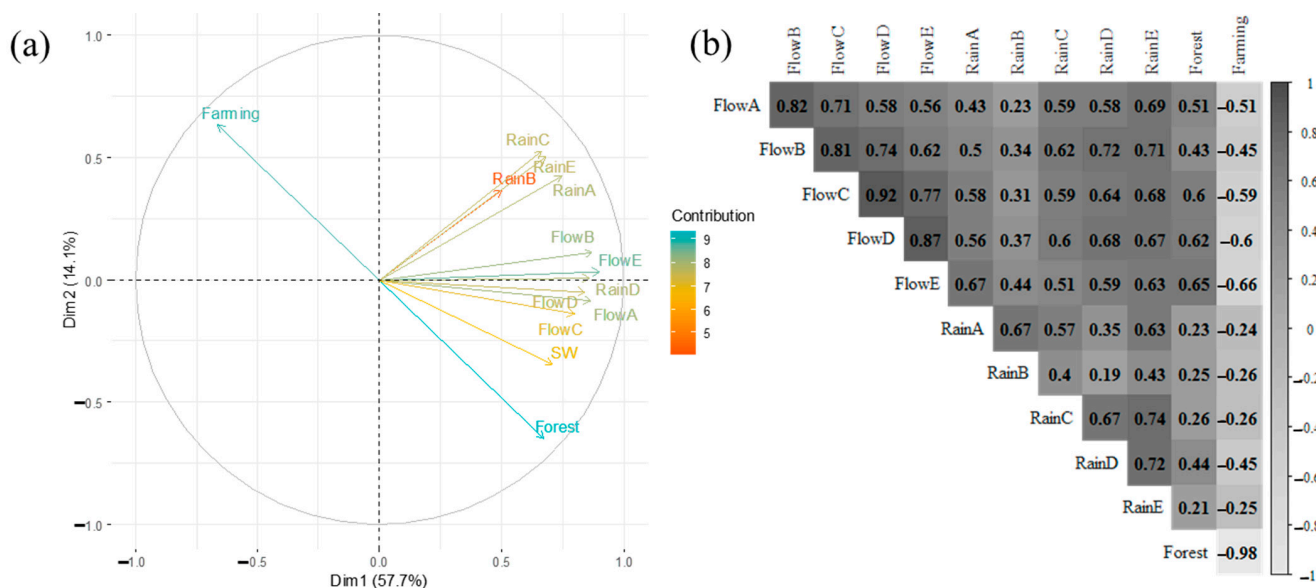 (a)
1.0
0.5
0.0
−0.5
−1.0
Dim2 (14.1%)
Farming
RainC
RainE
RainB
RainA
FlowB
FlowE
RainD
FlowD
FlowA
FlowC
SW
Forest
−1.0 −0.5 0.0 0.5 1.0
Dim1 (57.7%)
Contribution
9
8
7
6
5
(b)
FlowB FlowC FlowD FlowE RainA RainB RainC RainD RainE Forest Farming
FlowA 0.82 0.71 0.58 0.56 0.43 0.23 0.59 0.58 0.69 0.51 −0.51
FlowB 0.81 0.74 0.62 0.5 0.34 0.62 0.72 0.71 0.43 −0.45
FlowC 0.92 0.77 0.58 0.31 0.59 0.64 0.68 0.6 −0.59
FlowD 0.87 0.56 0.37 0.6 0.68 0.67 0.62 −0.6
FlowE 0.67 0.44 0.51 0.59 0.63 0.65 −0.66
RainA 0.67 0.57 0.35 0.63 0.23 −0.24
RainB 0.4 0.19 0.43 0.25 −0.26
RainC 0.67 0.74 0.26 −0.26
RainD 0.72 0.44 −0.45
RainE 0.21 −0.25
Forest −0.98
1
0.8
0.6
0.4
0.2
0
−0.2
−0.4
−0.6
−0.8
−1